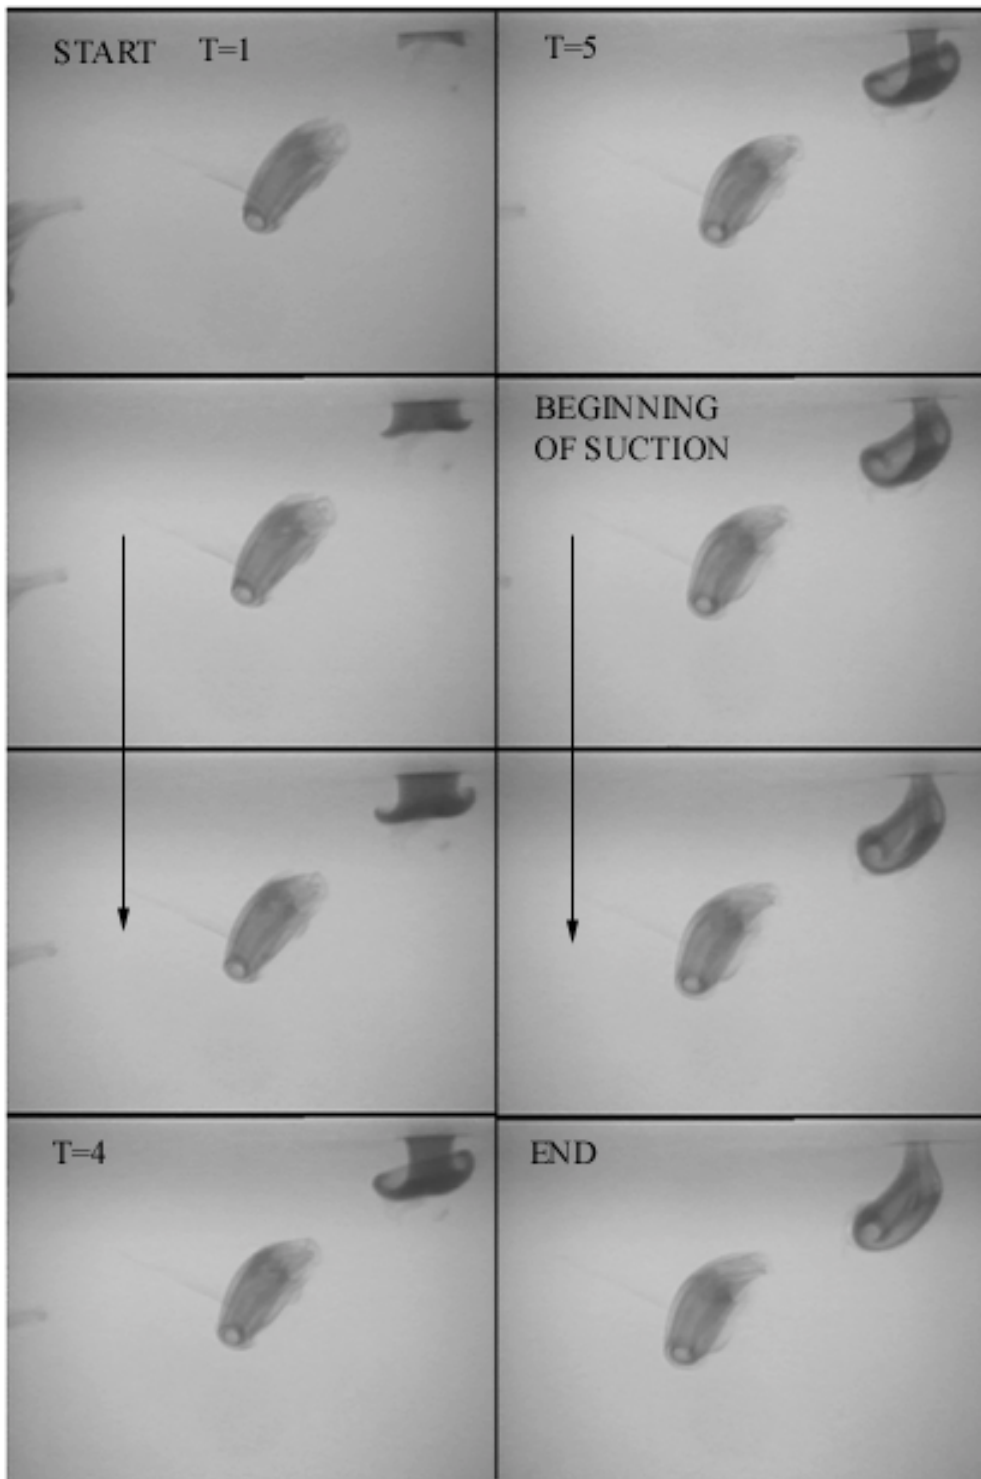 START T=1
T=5
BEGINNING
OF SUCTION
T=4
END